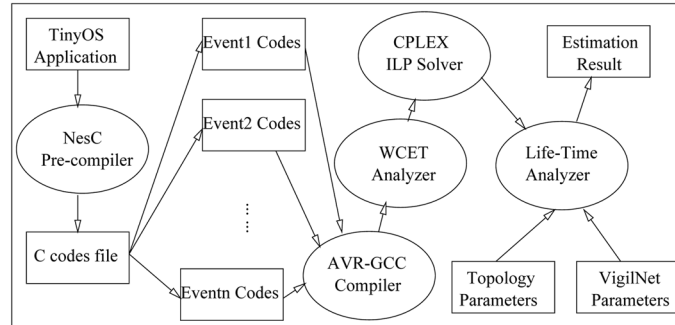 TinyOS
Application
NesC
Pre-compiler
C codes file
Event1 Codes
Event2 Codes
Eventn Codes
AVR-GCC
Compiler
WCET
Analyzer
CPLEX
ILP Solver
Life-Time
Analyzer
Estimation
Result
Topology
Parameters
VigilNet
Parameters